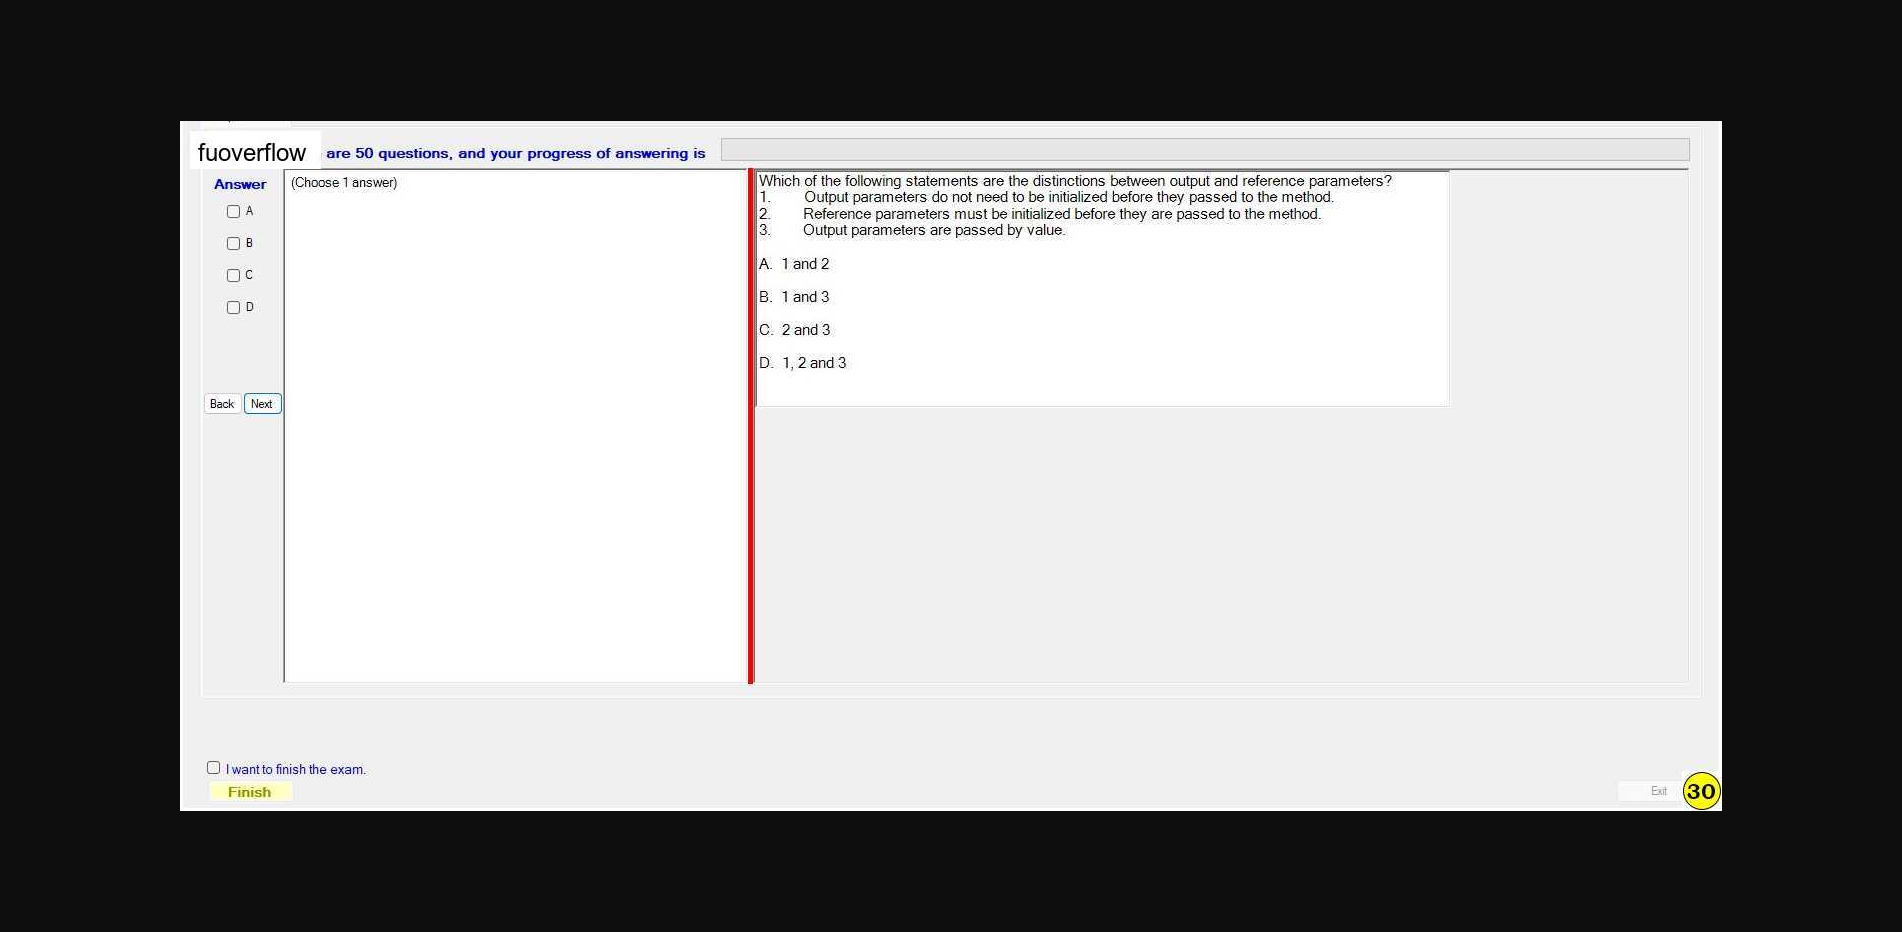 fuoverflow are 50 questions, and your progress of answering is
Answer
A
B
C
D
Back Next
(Choose 1 answer)
Which of the following statements are the distinctions between output and reference parameters?
1. Output parameters do not need to be initialized before they passed to the method.
2. Reference parameters must be initialized before they are passed to the method.
3. Output parameters are passed by value.
A. 1 and 2
B. 1 and 3
C. 2 and 3
D. 1, 2 and 3
I want to finish the exam.
Finish
Exit
30